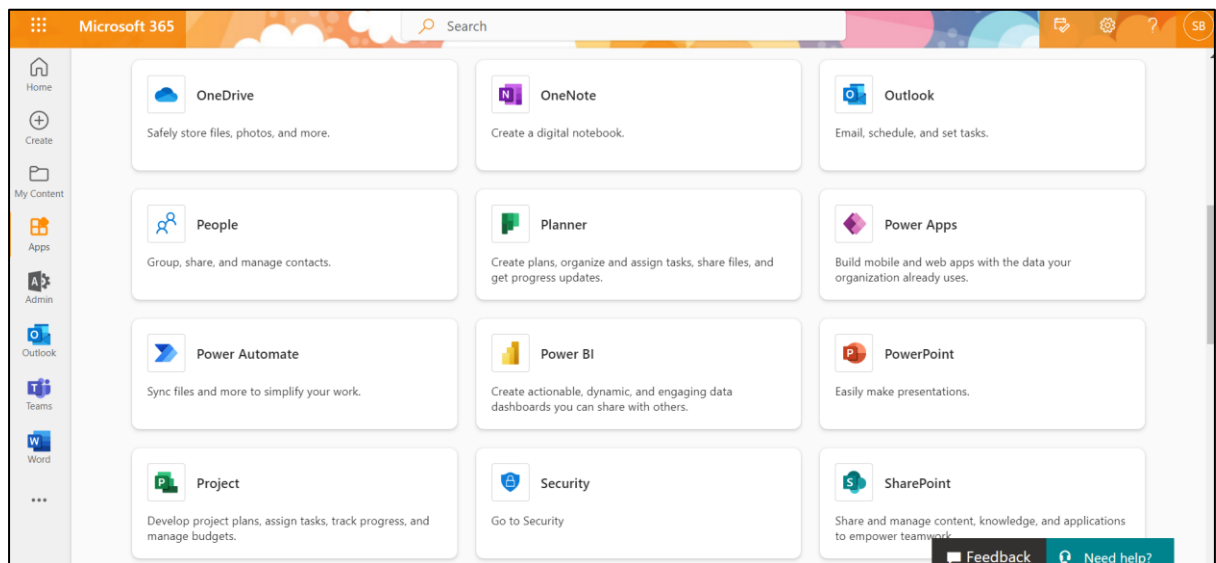 Microsoft 365
Search
SB
Home
Create
My Content
Apps
Admin
Outlook
Teams
Word
OneDrive
Safely store files, photos, and more.
OneNote
Create a digital notebook.
Outlook
Email, schedule, and set tasks.
People
Group, share, and manage contacts.
Planner
Create plans, organize and assign tasks, share files, and
get progress updates.
Power Apps
Build mobile and web apps with the data your
organization already uses.
Power Automate
Sync files and more to simplify your work.
Power BI
Create actionable, dynamic, and engaging data
dashboards you can share with others.
PowerPoint
Easily make presentations.
Project
Develop project plans, assign tasks, track progress, and
manage budgets.
Security
Go to Security
SharePoint
Share and manage content, knowledge, and applications
to empower teamwork
Feedback
Need help?